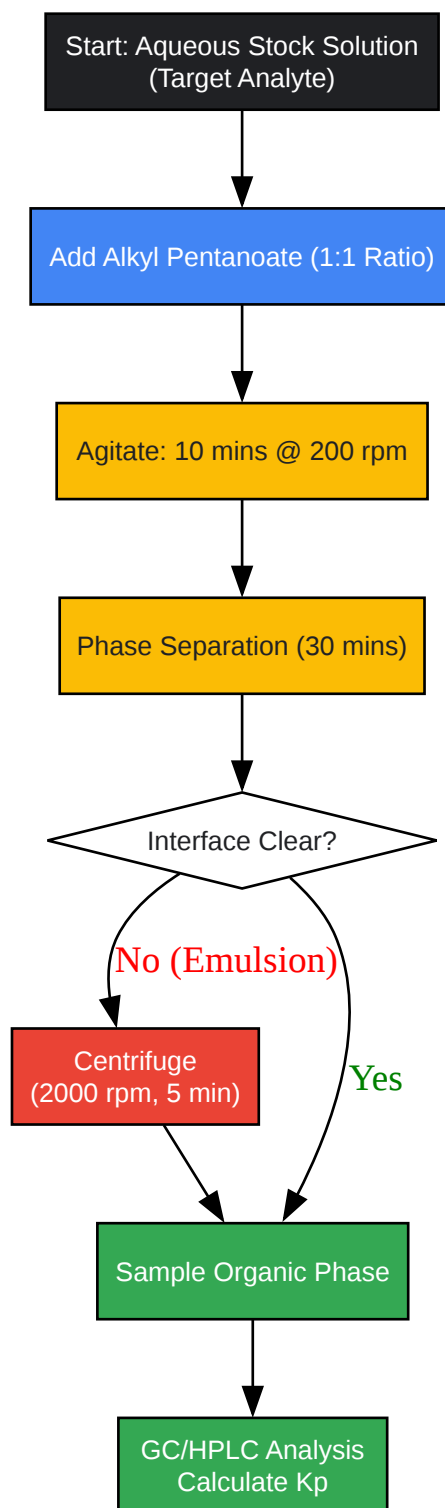 Start: Aqueous Stock Solution
(Target Analyte)
Add Alkyl Pentanoate (1:1 Ratio)
Agitate: 10 mins @ 200 rpm
Phase Separation (30 mins)
Interface Clear?
No (Emulsion)
Centrifuge
(2000 rpm, 5 min)
Yes
Sample Organic Phase
GC/HPLC Analysis
Calculate Kp